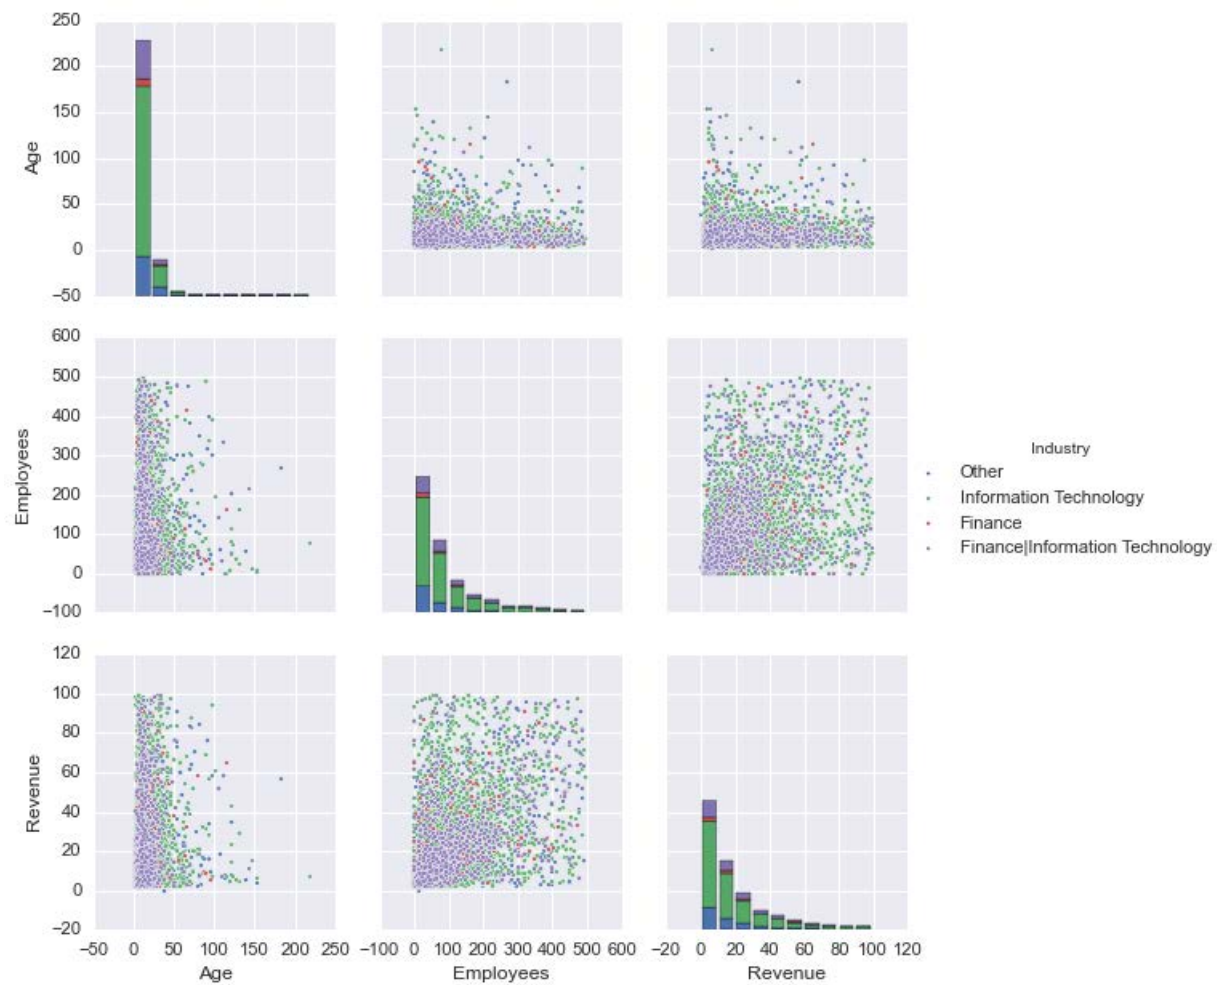 250
200
150
100
50
0
−50
Age
600
500
400
300
200
100
0
−100
Employees
120
100
80
60
40
20
0
−20
Revenue
−50 0 50 100 150 200 250
Age
−100 0 100 200 300 400 500 600
Employees
−20 0 20 40 60 80 100 120
Revenue
Industry
Other
Information Technology
Finance
Finance|Information Technology